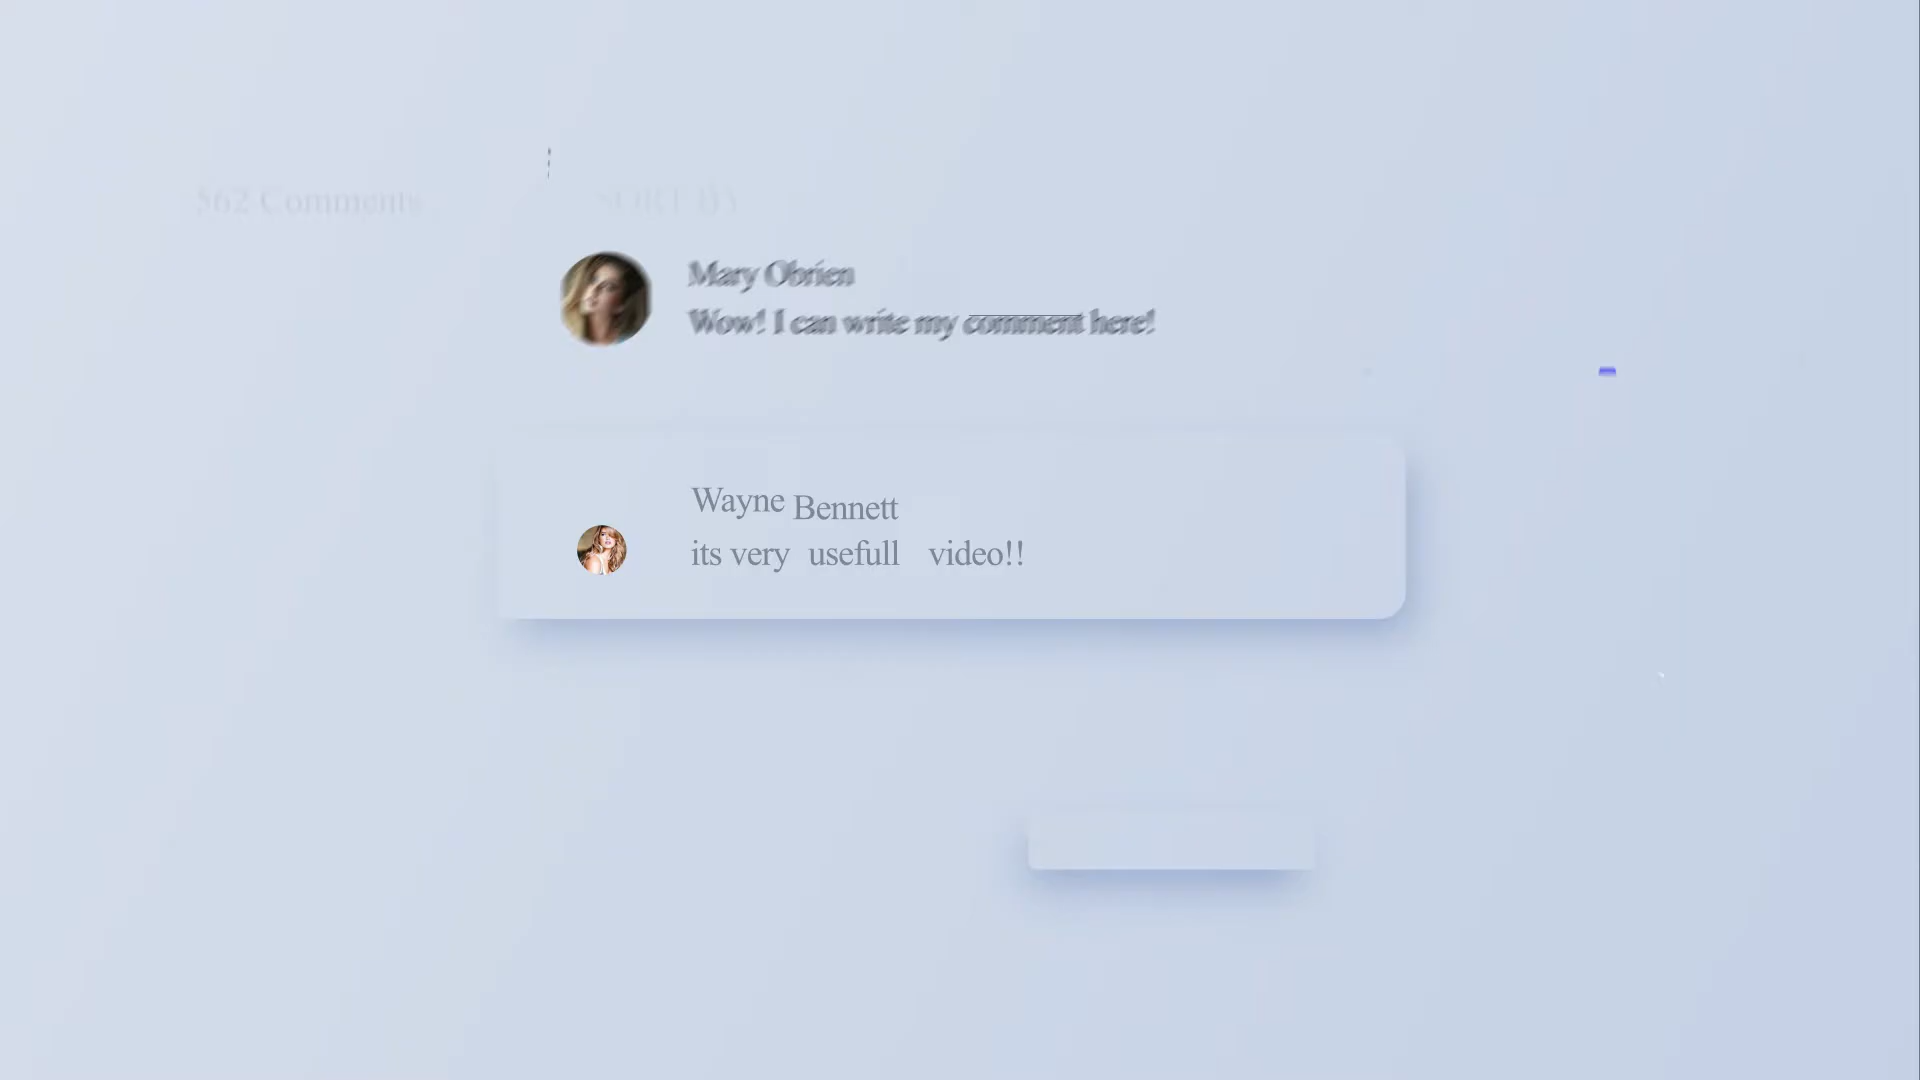 562 Comments
SORT BY
Mary Obrien
Wow! I can write my comment here!
Wayne Bennett
its very usefull video!!